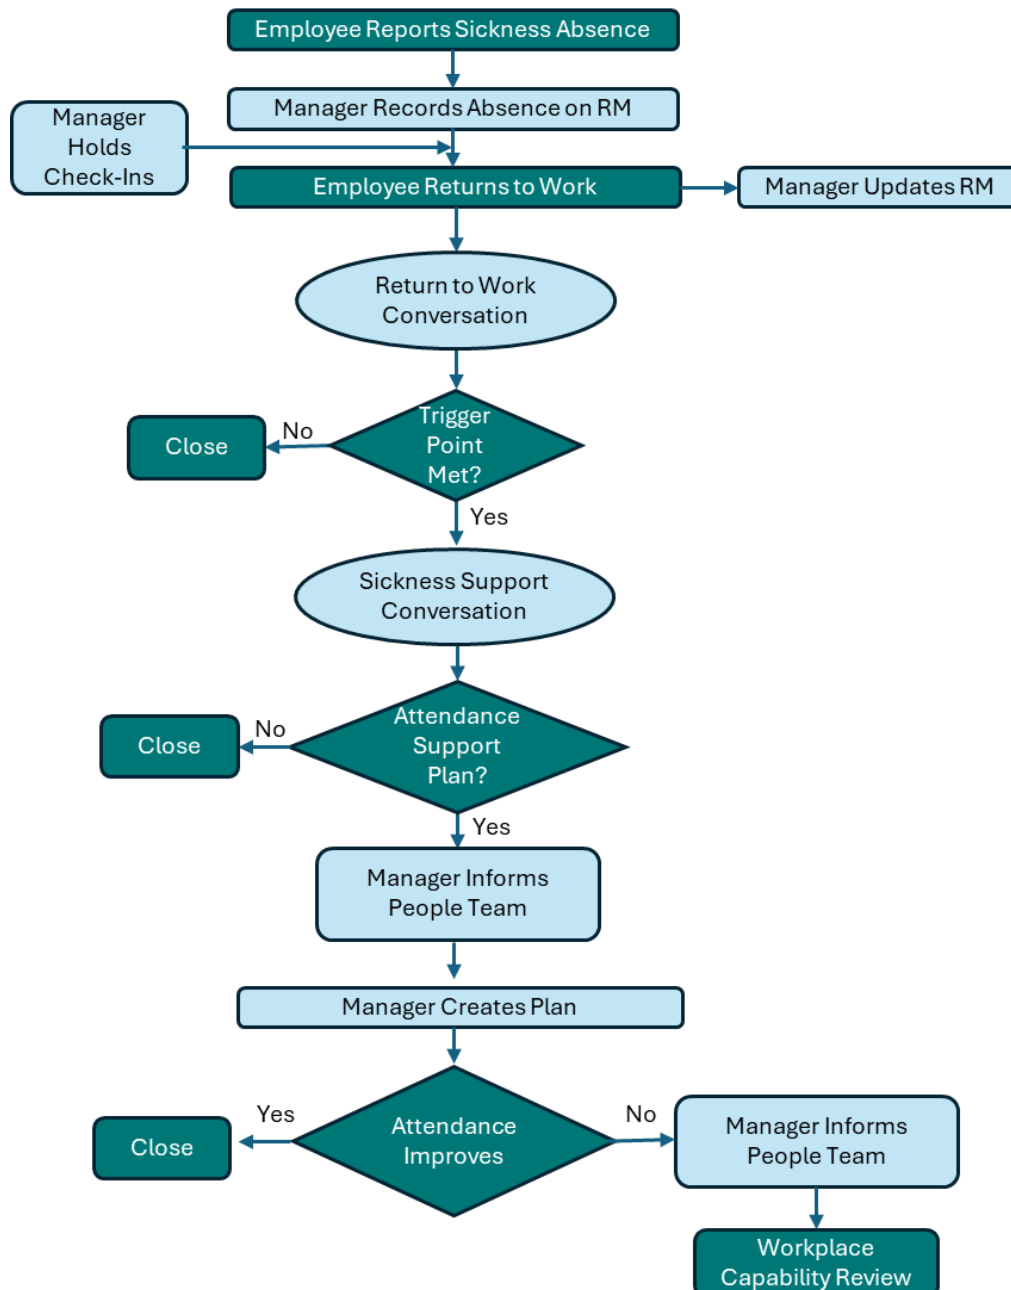 Employee Reports Sickness Absence
Manager Records Absence on RM
Manager
Holds
Check-Ins
Employee Returns to Work
Manager Updates RM
Return to Work
Conversation
Trigger
Point
Met?
No
Close
Yes
Sickness Support
Conversation
Attendance
Support
Plan?
No
Close
Yes
Manager Informs
People Team
Manager Creates Plan
Attendance
Improves
Yes
Close
No
Manager Informs
People Team
Workplace
Capability Review